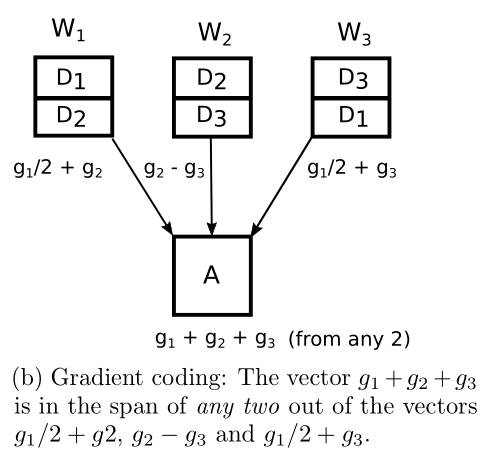 W₁ W₂ W₃
D₁ D₂ D₃
D₂ D₃ D₁
g₁/2 + g₂ g₂ - g₃ g₁/2 + g₃
A
g₁ + g₂ + g₃ (from any 2)
(b) Gradient coding: The vector g₁+g₂+g₃
is in the span of any two out of the vectors
g₁/2 + g2, g₂ − g₃ and g₁/2 + g₃.